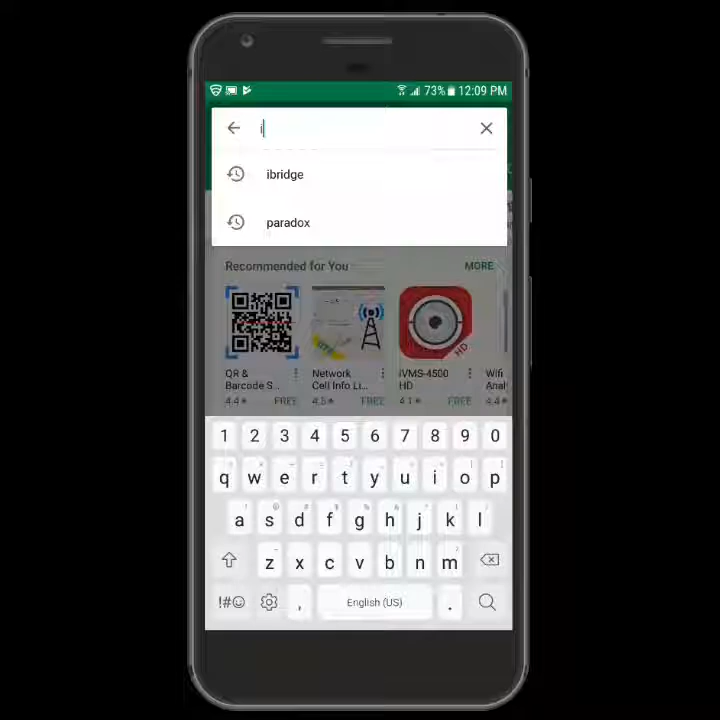 73% 12:09 PM
i
ibridge
paradox
Recommended for You MORE
QR & Network iVMS-4500 Wifi
Barcode S... Cell Info Li... HD Analy
4.4 FREE 4.5 FREE 4.1 FREE 4.4
HD
1 2 3 4 5 6 7 8 9 0
q w e r t y u i o p
a s d f g h j k l
z x c v b n m
!#☺ , English (US) .